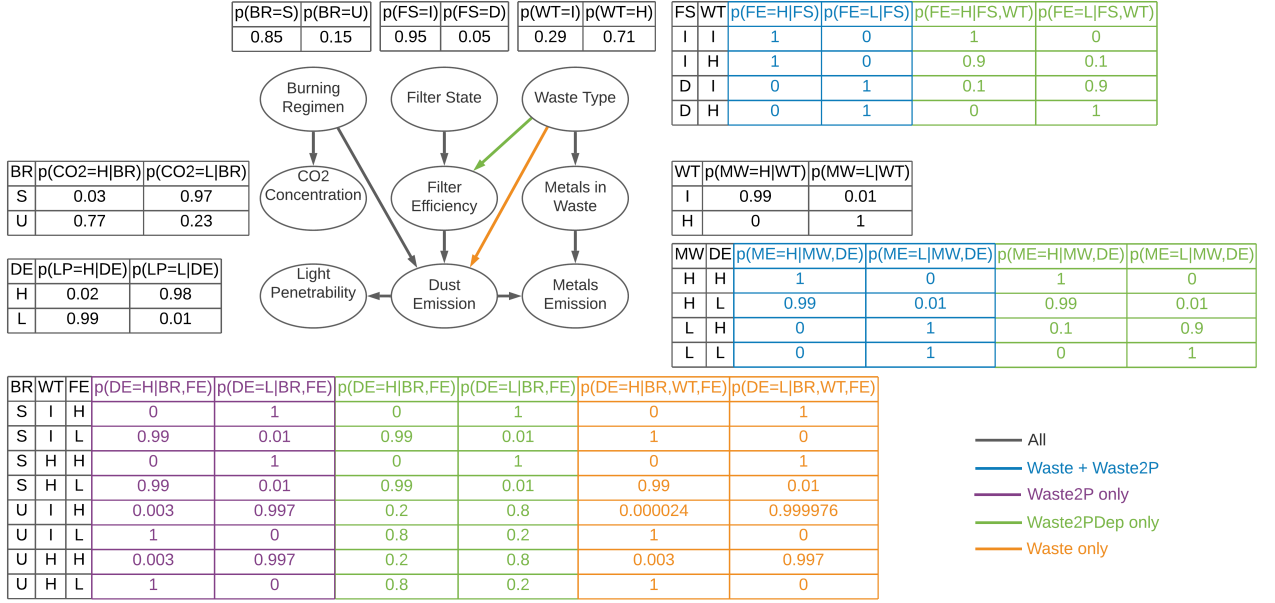 p(BR=S) p(BR=U)
0.85 0.15
p(FS=I) p(FS=D)
0.95 0.05
p(WT=I) p(WT=H)
0.29 0.71
FS WT p(FE=H|FS) p(FE=L|FS) p(FE=H|FS,WT) p(FE=L|FS,WT)
I I 1 0 1 0
I H 1 0 0.9 0.1
D I 0 1 0.1 0.9
D H 0 1 0 1
Burning
Regimen
Filter State
Waste Type
CO2
Concentration
Filter
Efficiency
Metals in
Waste
Light
Penetrability
Dust
Emission
Metals
Emission
BR p(CO2=H|BR) p(CO2=L|BR)
S 0.03 0.97
U 0.77 0.23
DE p(LP=H|DE) p(LP=L|DE)
H 0.02 0.98
L 0.99 0.01
WT p(MW=H|WT) p(MW=L|WT)
I 0.99 0.01
H 0 1
MW DE p(ME=H|MW,DE) p(ME=L|MW,DE) p(ME=H|MW,DE) p(ME=L|MW,DE)
H H 1 0 1 0
H L 0.99 0.01 0.99 0.01
L H 0 1 0.1 0.9
L L 0 1 0 1
BR WT FE p(DE=H|BR,FE) p(DE=L|BR,FE) p(DE=H|BR,FE) p(DE=L|BR,FE) p(DE=H|BR,WT,FE) p(DE=L|BR,WT,FE)
S I H 0 1 0 1 0 1
S I L 0.99 0.01 0.99 0.01 1 0
S H H 0 1 0 1 0 1
S H L 0.99 0.01 0.99 0.01 0.99 0.01
U I H 0.003 0.997 0.2 0.8 0.000024 0.999976
U I L 1 0 0.8 0.2 1 0
U H H 0.003 0.997 0.2 0.8 0.003 0.997
U H L 1 0 0.8 0.2 1 0
All
Waste + Waste2P
Waste2P only
Waste2PDep only
Waste only